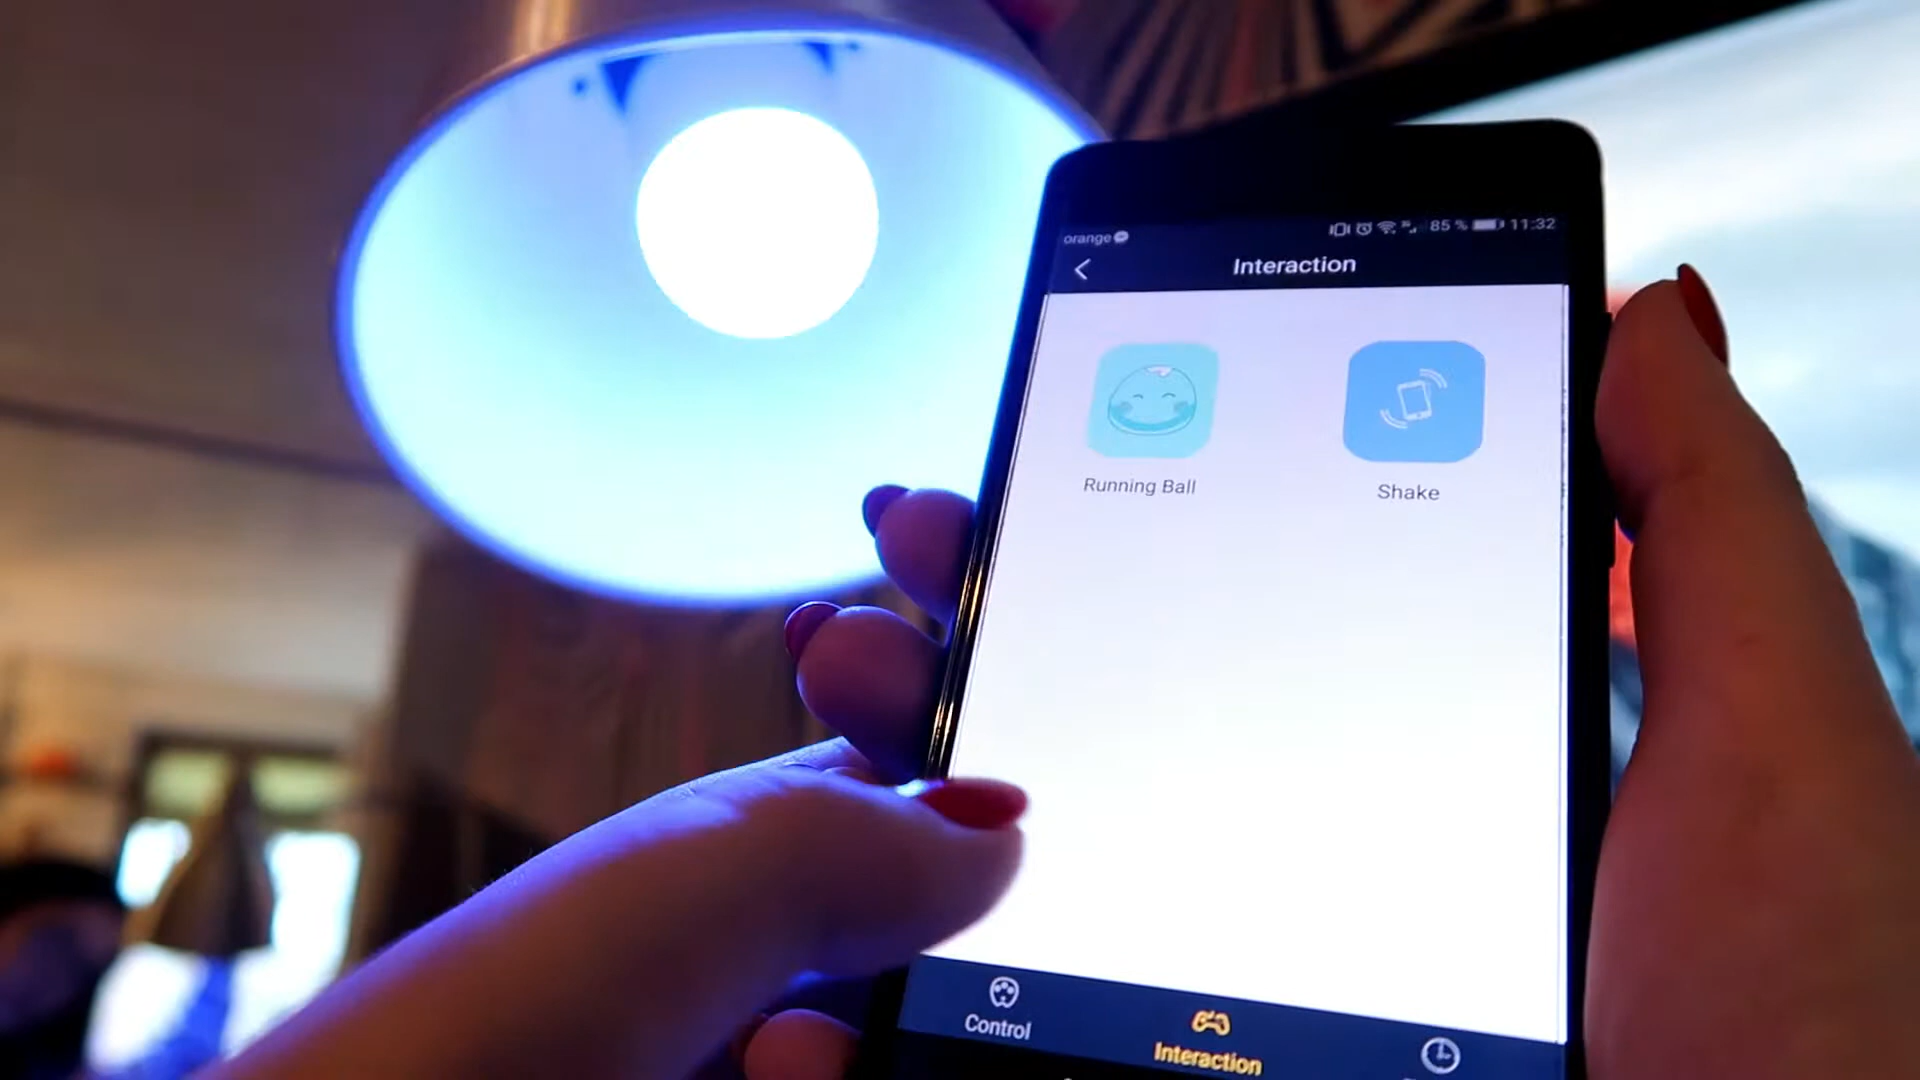 orange
85 % 11:32
Interaction
Running Ball
Shake
Control
Interaction